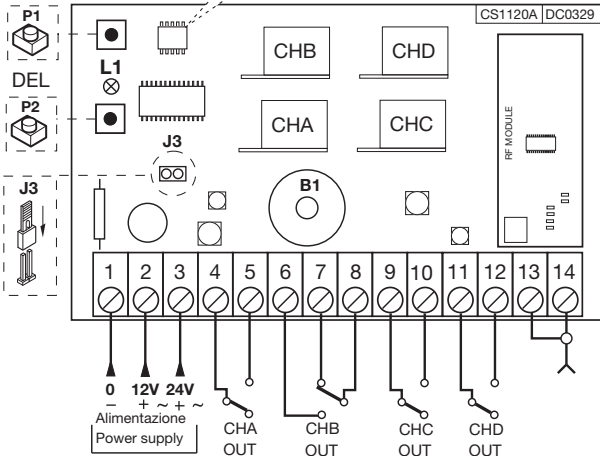 P1
CS1120A DC0329
CHB CHD
L1
DEL
P2
CHA CHC
RF MODULE
J3
J3
B1
1 2 3 4 5 6 7 8 9 10 11 12 13 14
0 12V 24V
– + ~ + ~
Alimentazione
Power supply
CHA CHB CHC CHD
OUT OUT OUT OUT